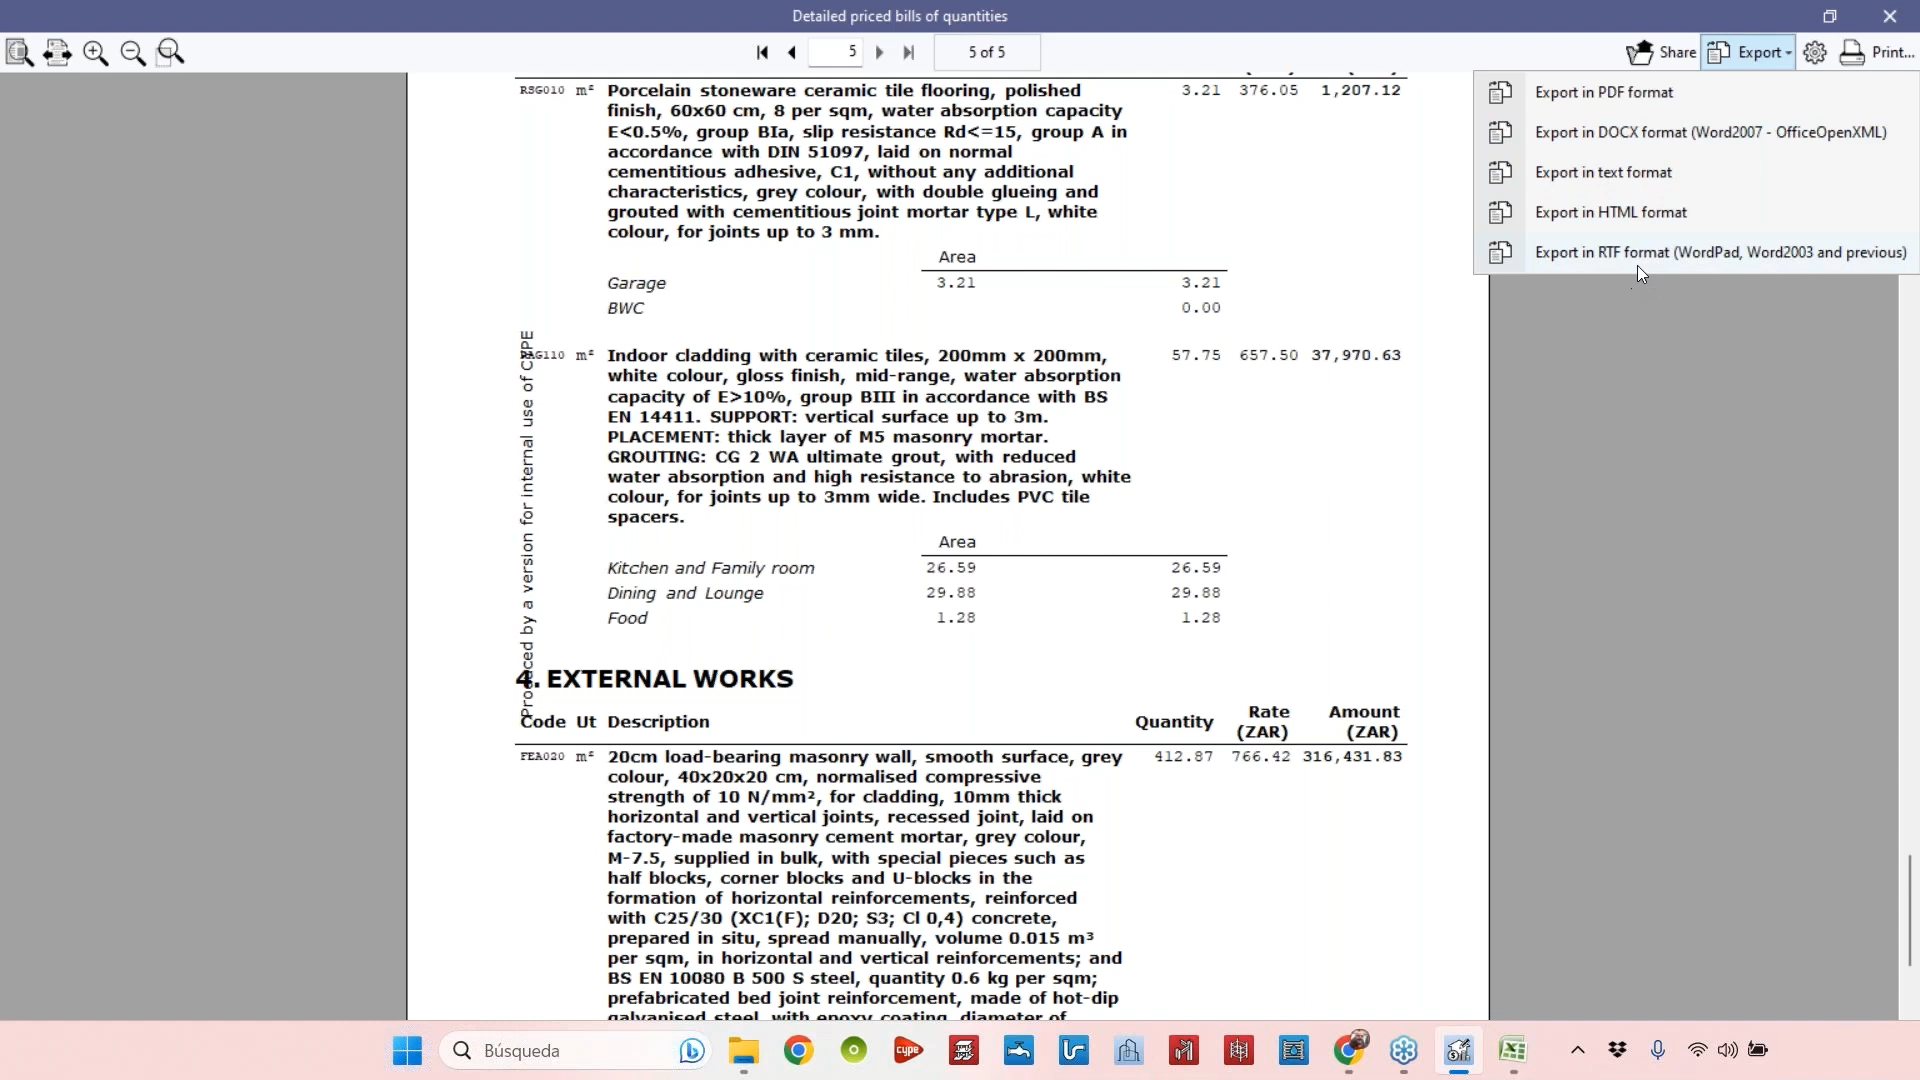 Detailed priced bills of quantities
5
5 of 5
Share
Export
Print...
Export in PDF format
Export in DOCX format (Word2007 - OfficeOpenXML)
Export in text format
Export in HTML format
Export in RTF format (WordPad, Word2003 and previous)
RSG010 m² Porcelain stoneware ceramic tile flooring, polished 3.21 376.05 1,207.12
finish, 60x60 cm, 8 per sqm, water absorption capacity
E<0.5%, group BIa, slip resistance Rd<=15, group A in
accordance with DIN 51097, laid on normal
cementitious adhesive, C1, without any additional
characteristics, grey colour, with double glueing and
grouted with cementitious joint mortar type L, white
colour, for joints up to 3 mm.
Area
Garage 3.21 3.21
BWC 0.00
RAG110 m² Indoor cladding with ceramic tiles, 200mm x 200mm, 57.75 657.50 37,970.63
white colour, gloss finish, mid-range, water absorption
capacity of E>10%, group BIII in accordance with BS
EN 14411. SUPPORT: vertical surface up to 3m.
PLACEMENT: thick layer of M5 masonry mortar.
GROUTING: CG 2 WA ultimate grout, with reduced
water absorption and high resistance to abrasion, white
colour, for joints up to 3mm wide. Includes PVC tile
spacers.
Area
Kitchen and Family room 26.59 26.59
Dining and Lounge 29.88 29.88
Food 1.28 1.28
Produced by a version for internal use of CYPE
4. EXTERNAL WORKS
Code Ut Description Quantity Rate (ZAR) Amount (ZAR)
FEA020 m² 20cm load-bearing masonry wall, smooth surface, grey 412.87 766.42 316,431.83
colour, 40x20x20 cm, normalised compressive
strength of 10 N/mm², for cladding, 10mm thick
horizontal and vertical joints, recessed joint, laid on
factory-made masonry cement mortar, grey colour,
M-7.5, supplied in bulk, with special pieces such as
half blocks, corner blocks and U-blocks in the
formation of horizontal reinforcements, reinforced
with C25/30 (XC1(F); D20; S3; Cl 0,4) concrete,
prepared in situ, spread manually, volume 0.015 m³
per sqm, in horizontal and vertical reinforcements; and
BS EN 10080 B 500 S steel, quantity 0.6 kg per sqm;
prefabricated bed joint reinforcement, made of hot-dip
galvanised steel, with epoxy coating, diameter of
Búsqueda
cype